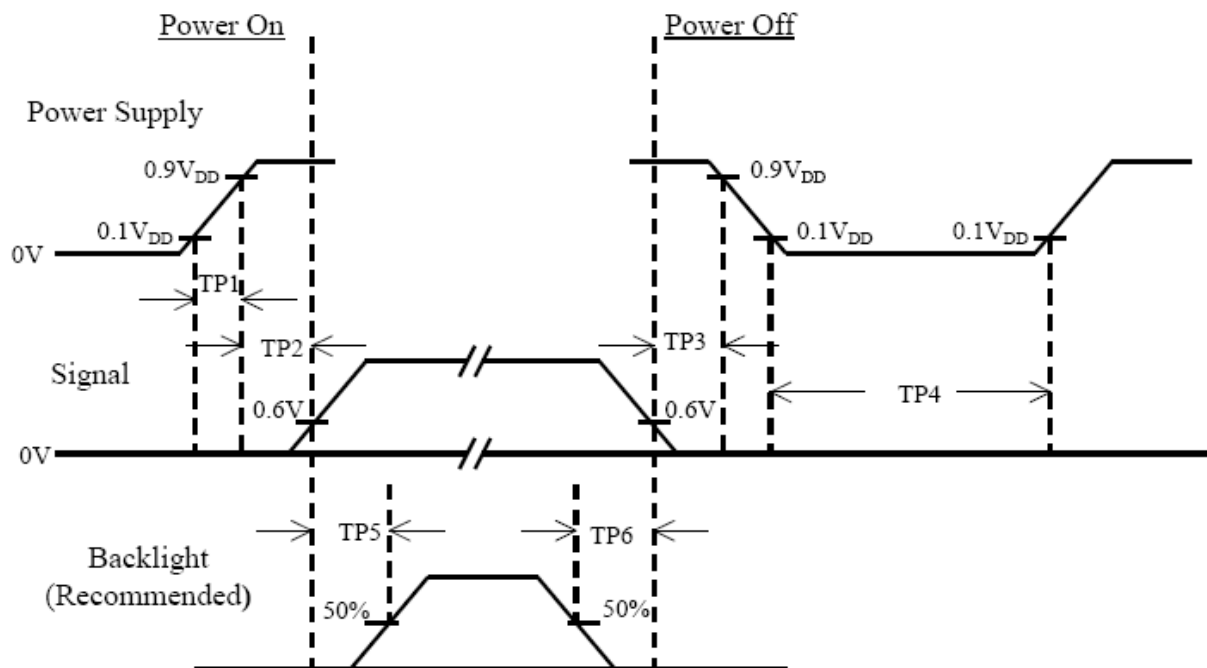 Power On
Power Off
Power Supply
0.9VDD
0.9VDD
0.1VDD
0.1VDD
0.1VDD
0V
TP1
TP2
TP3
Signal
TP4
0.6V
0.6V
0V
TP5
TP6
Backlight
(Recommended)
50%
50%